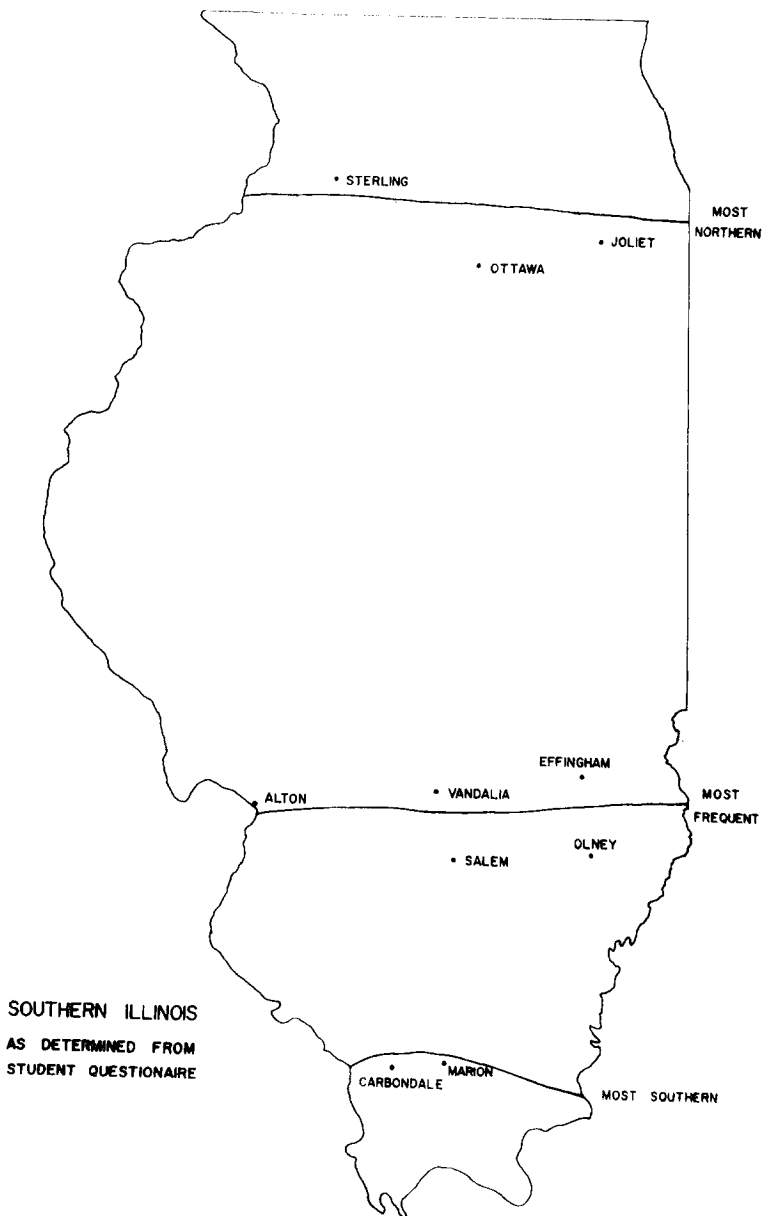 STERLING
MOST
NORTHERN
JOLIET
OTTAWA
EFFINGHAM
ALTON
VANDALIA
MOST
FREQUENT
OLNEY
SALEM
SOUTHERN ILLINOIS
AS DETERMINED FROM
STUDENT QUESTIONAIRE
CARBONDALE
MARION
MOST SOUTHERN